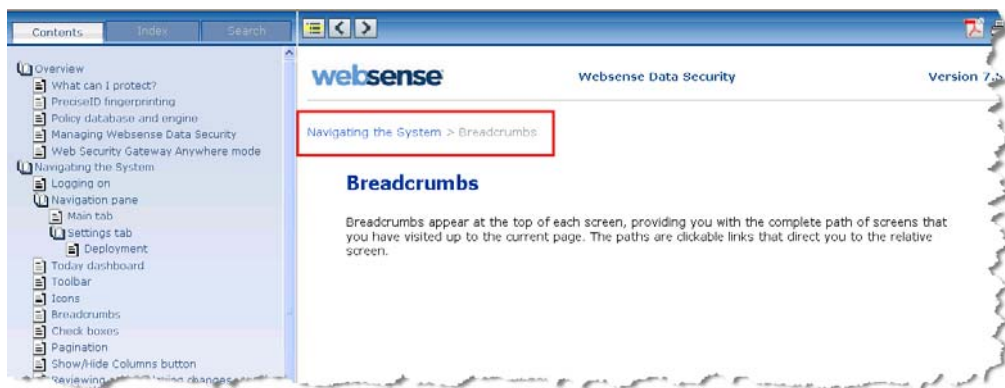 Contents
Index
Search
Overview
What can I protect?
PreciseID fingerprinting
Policy database and engine
Managing Websense Data Security
Web Security Gateway Anywhere mode
Navigating the System
Logging on
Navigation pane
Main tab
Settings tab
Deployment
Today dashboard
Toolbar
Icons
Breadcrumbs
Check boxes
Pagination
Show/Hide Columns button
Reviewing
websense
Websense Data Security
Version 7.
Navigating the System > Breadcrumbs
Breadcrumbs
Breadcrumbs appear at the top of each screen, providing you with the complete path of screens that
you have visited up to the current page. The paths are clickable links that direct you to the relative
screen.